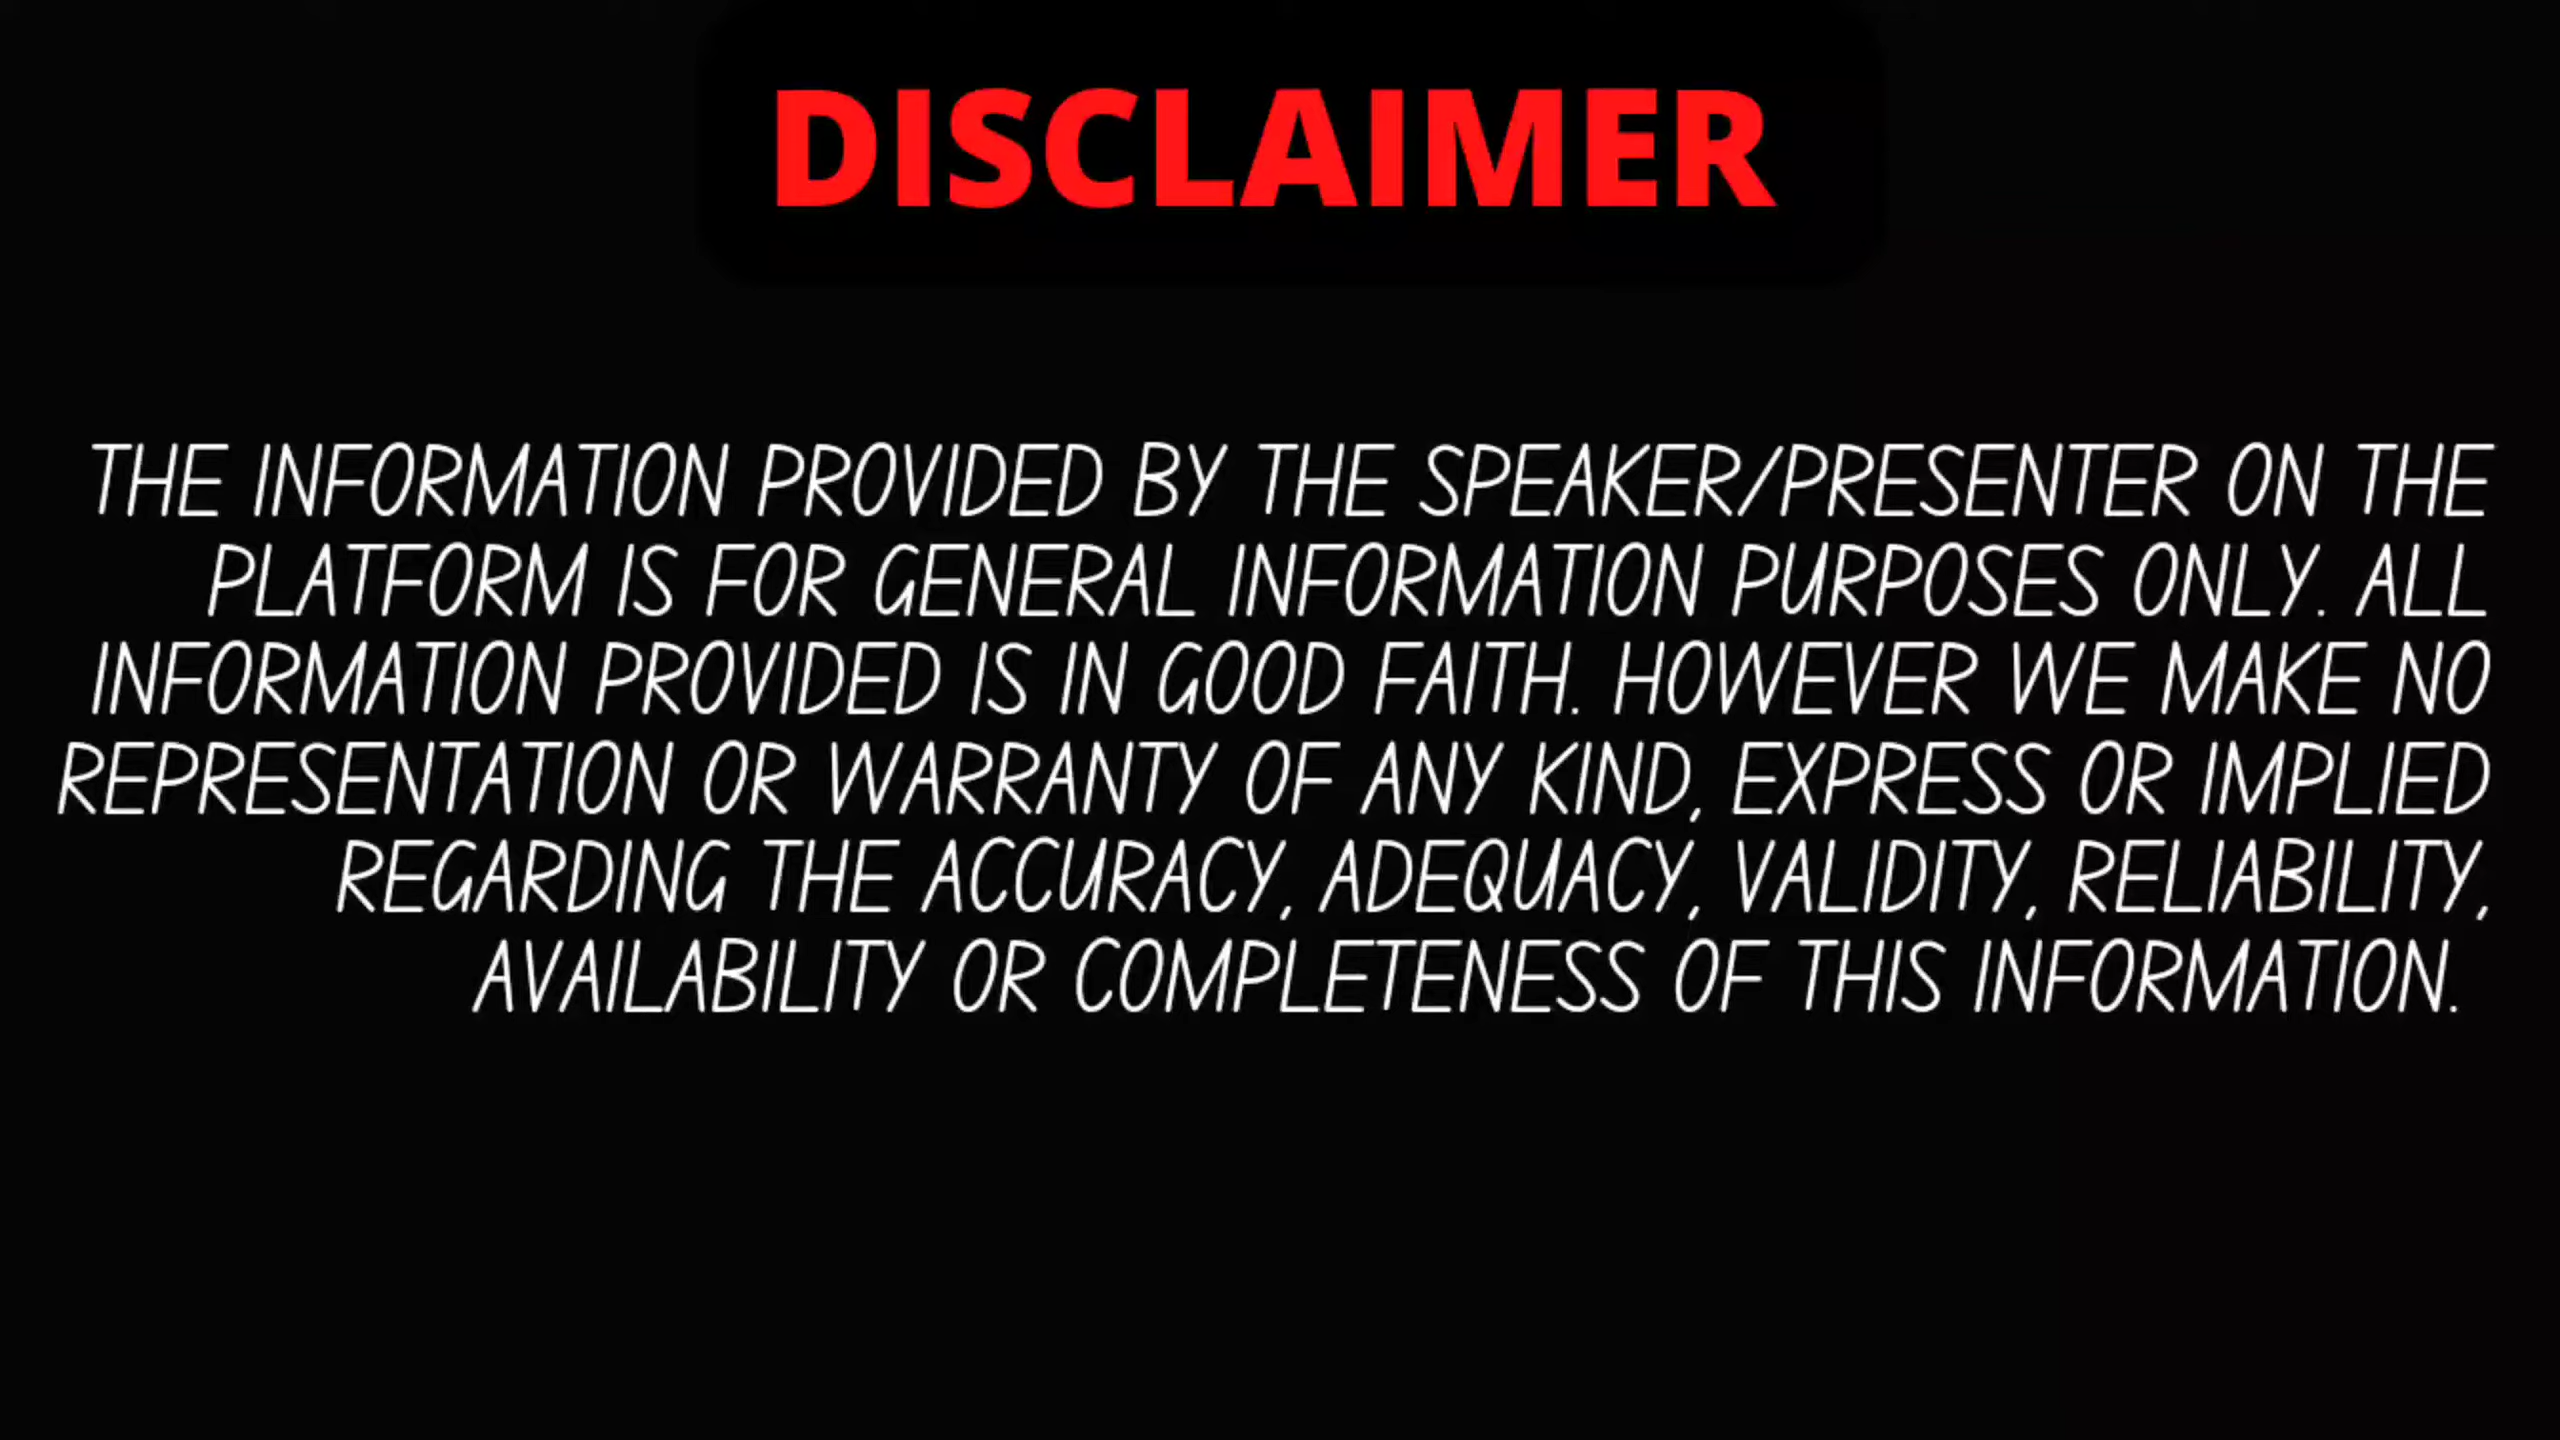 DISCLAIMER
THE INFORMATION PROVIDED BY THE SPEAKER/PRESENTER ON THE
PLATFORM IS FOR GENERAL INFORMATION PURPOSES ONLY. ALL
INFORMATION PROVIDED IS IN GOOD FAITH. HOWEVER WE MAKE NO
REPRESENTATION OR WARRANTY OF ANY KIND, EXPRESS OR IMPLIED
REGARDING THE ACCURACY, ADEQUACY, VALIDITY, RELIABILITY,
AVAILABILITY OR COMPLETENESS OF THIS INFORMATION.